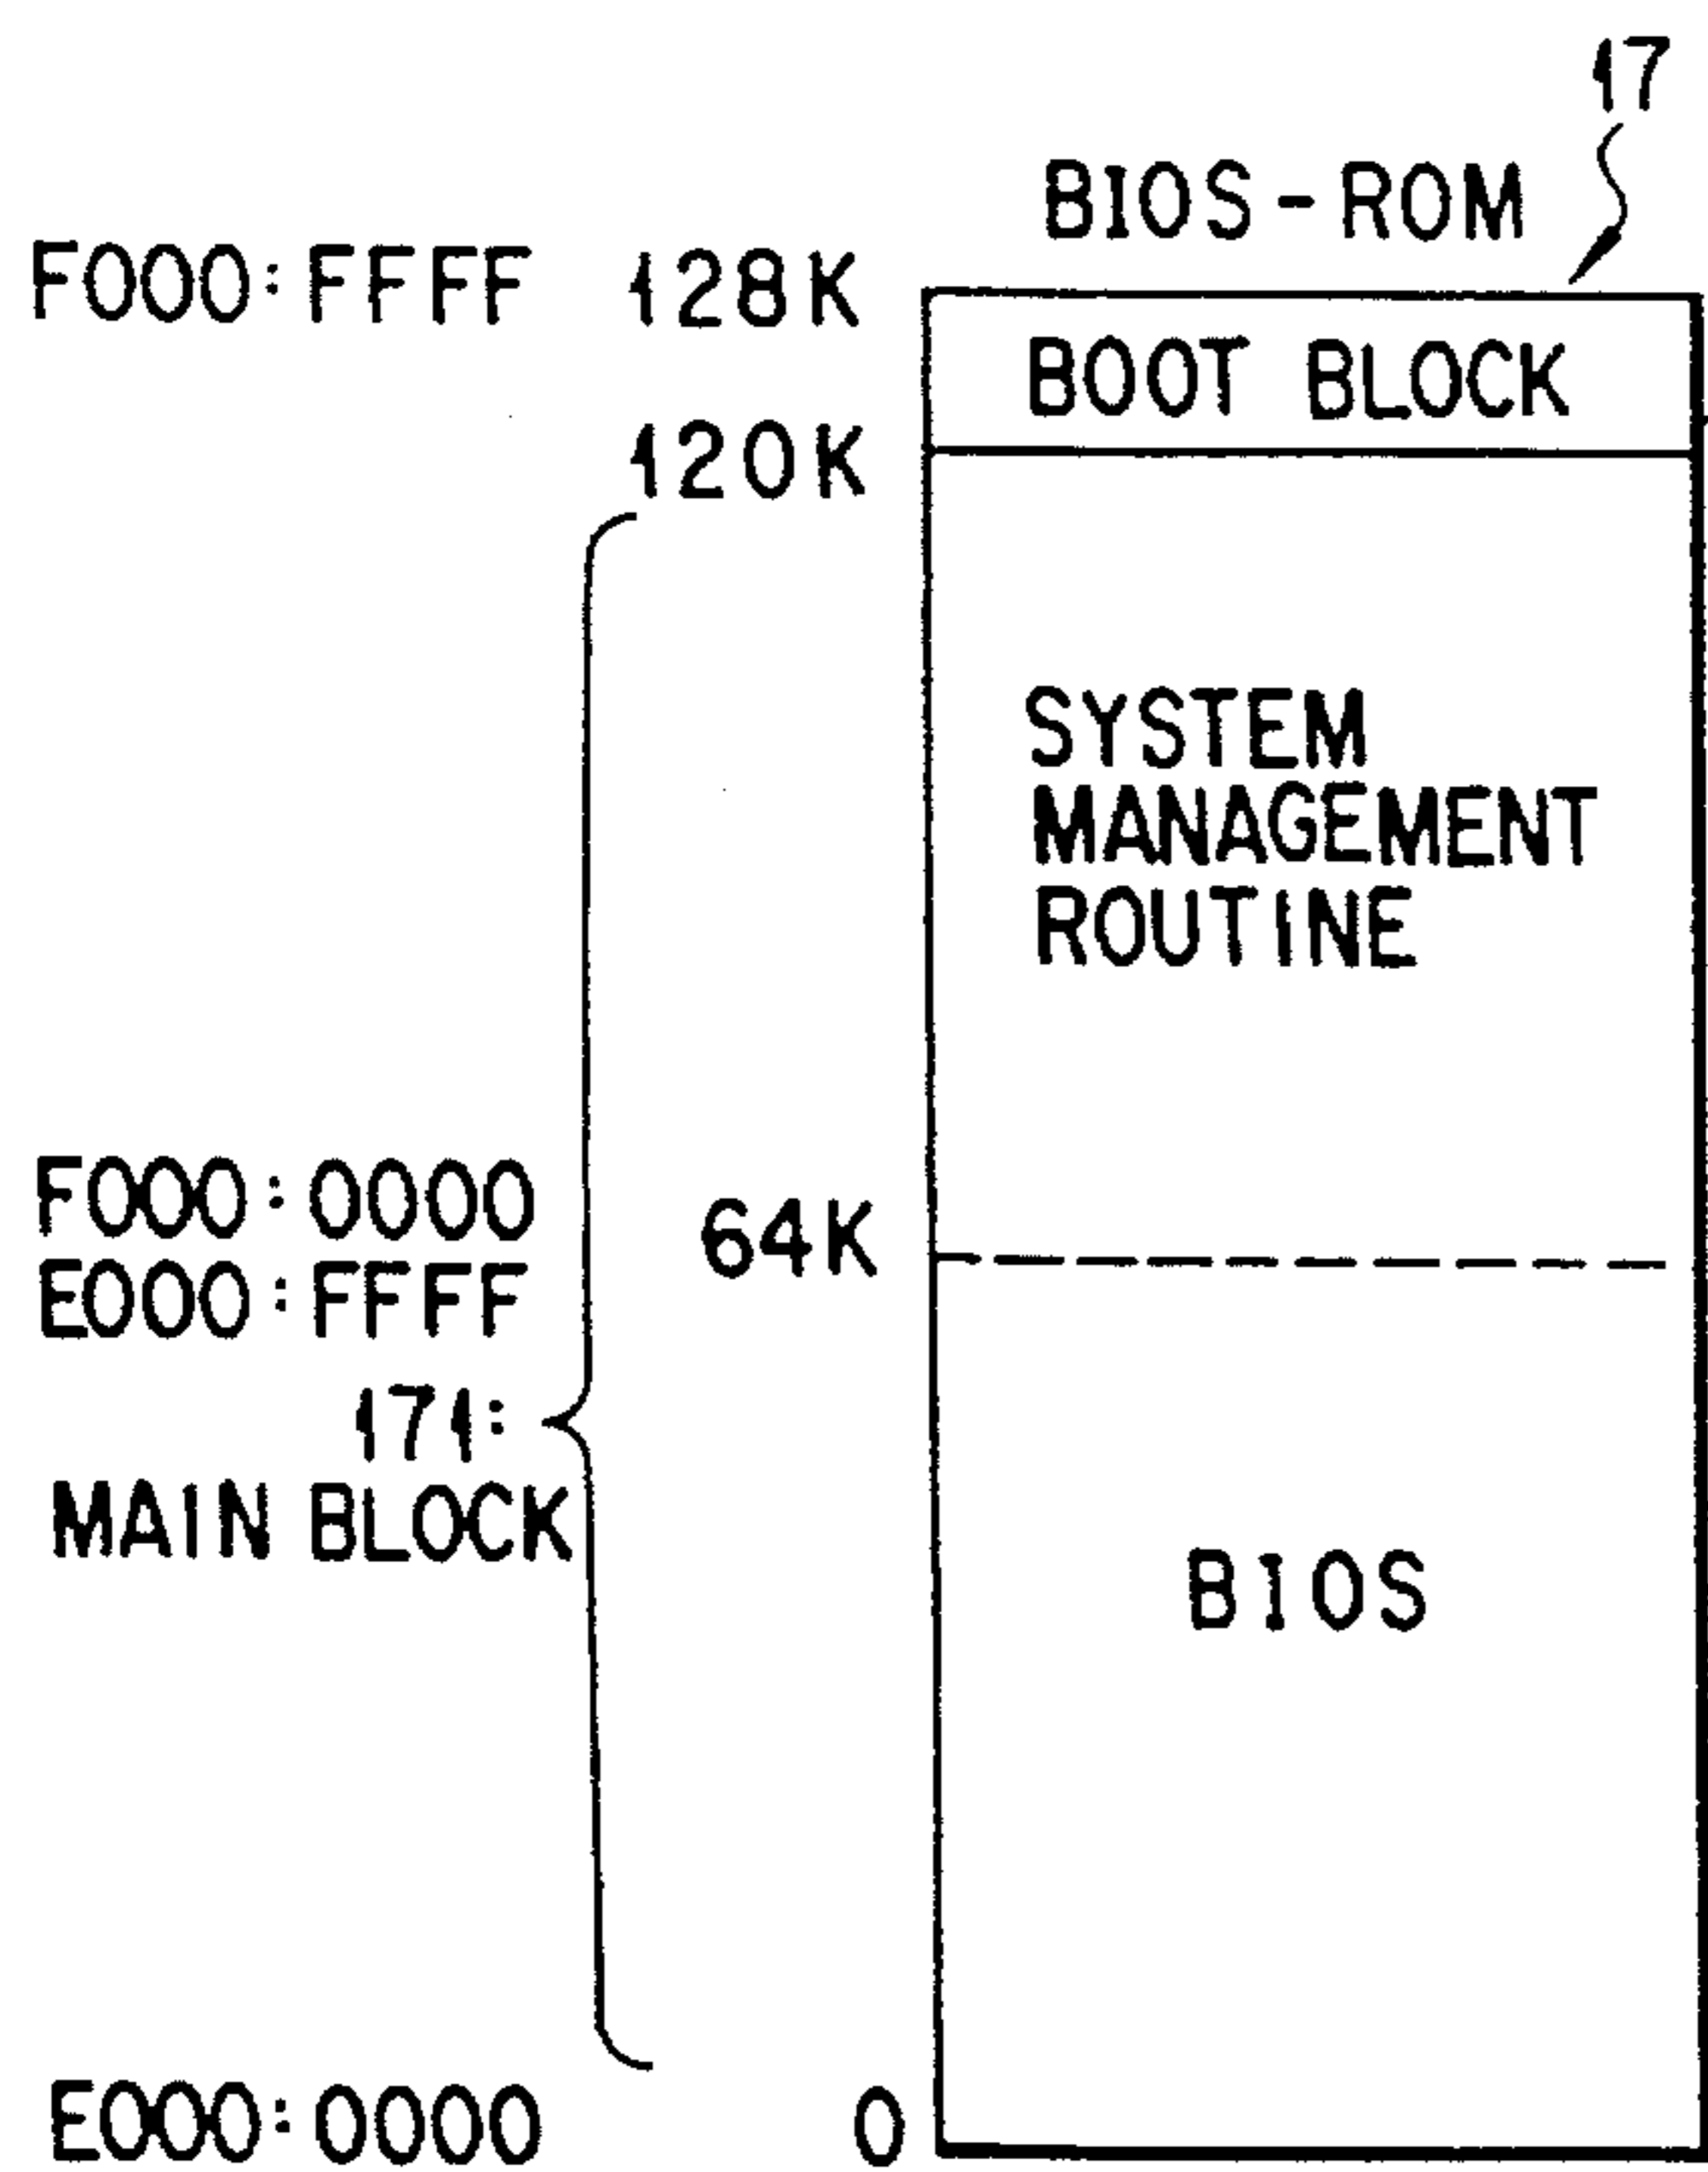 17
BIOS-ROM
F000:FFFF 128K
BOOT BLOCK
120K
SYSTEM
MANAGEMENT
ROUTINE
F000:0000
64K
E000:FFFF
171:
MAIN BLOCK
BIOS
E000:0000 0